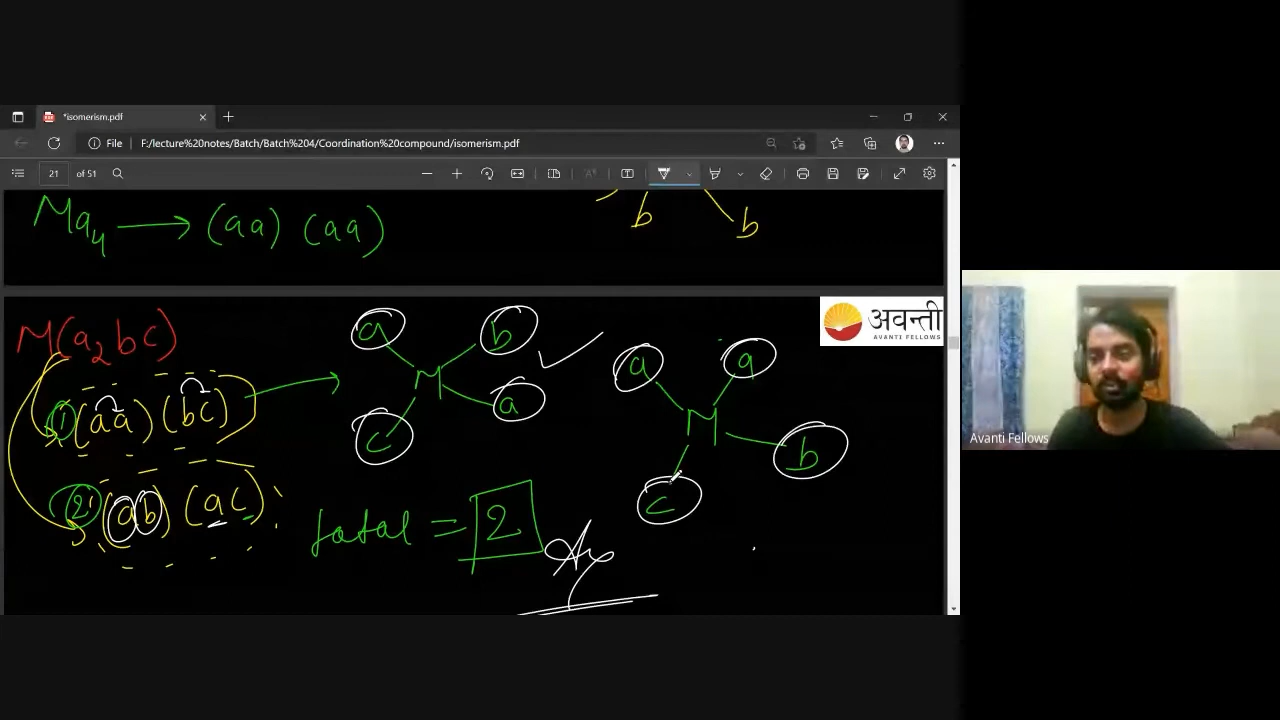 *isomerism.pdf
File F:/lecture%20notes/Batch/Batch%204/Coordination%20compound/isomerism.pdf
21 of 51
Ma4 → (aa) (aa)
b
b
M(a2bc)
अवन्ती
AVANTI FELLOWS
a b
M
c a
a a
M
c b
1 (aa) (bc)
2 (ab) (ac)
total = 2
Avanti Fellows